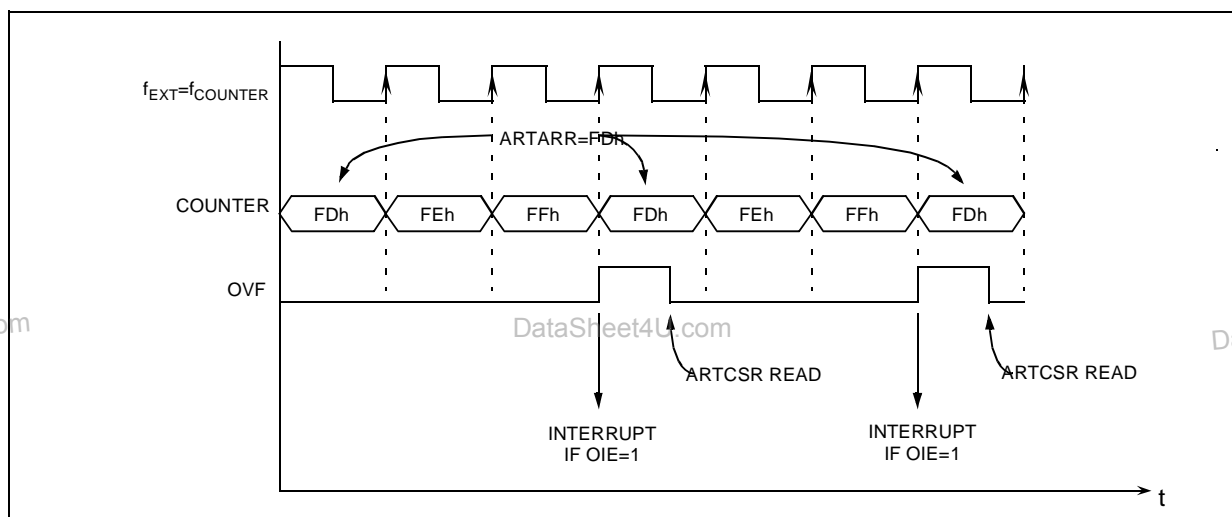 fEXT=fCOUNTER
ARTARR=FDh
COUNTER
FDh FEh FFh FDh FEh FFh FDh
OVF
om
DataSheet4U.com
D
ARTCSR READ
ARTCSR READ
INTERRUPT
IF OIE=1
INTERRUPT
IF OIE=1
t